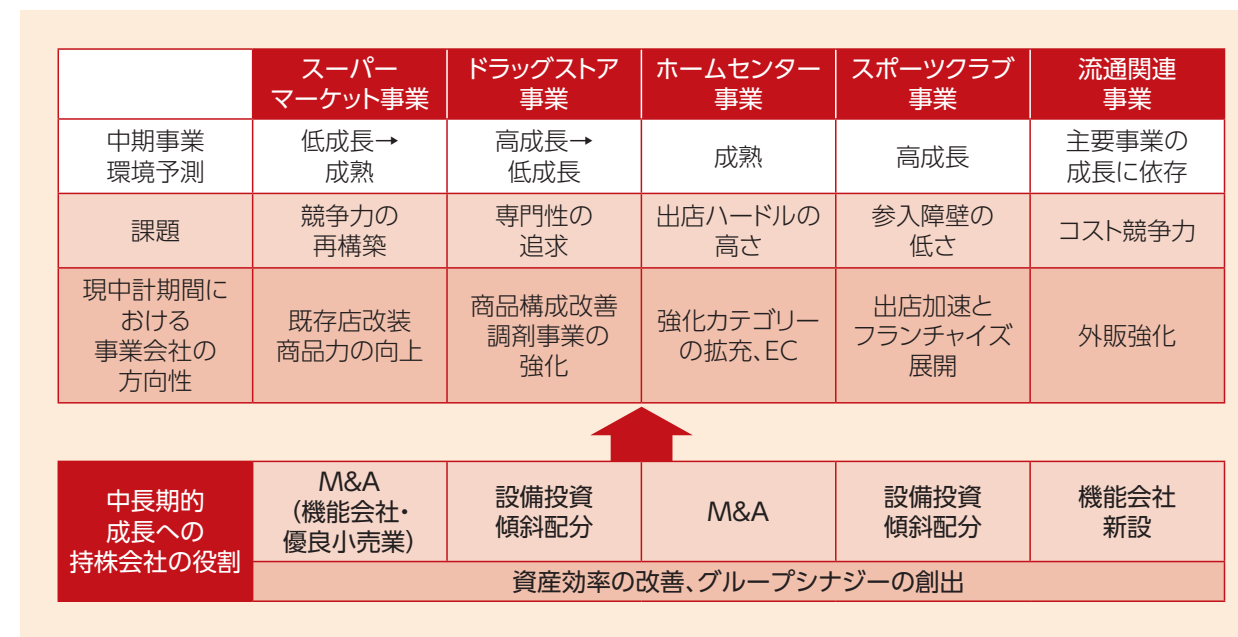 スーパー
マーケット事業
ドラッグストア
事業
ホームセンター
事業
スポーツクラブ
事業
流通関連
事業
中期事業
環境予測
低成長→
成熟
高成長→
低成長
成熟
高成長
主要事業の
成長に依存
課題
競争力の
再構築
専門性の
追求
出店ハードルの
高さ
参入障壁の
低さ
コスト競争力
現中計期間に
おける
事業会社の
方向性
既存店改装
商品力の向上
商品構成改善
調剤事業の
強化
強化カテゴリー
の拡充、EC
出店加速と
フランチャイズ
展開
外販強化
中長期的
成長への
持株会社の役割
M&A
(機能会社・
優良小売業)
設備投資
傾斜配分
M&A
設備投資
傾斜配分
機能会社
新設
資産効率の改善、グループシナジーの創出